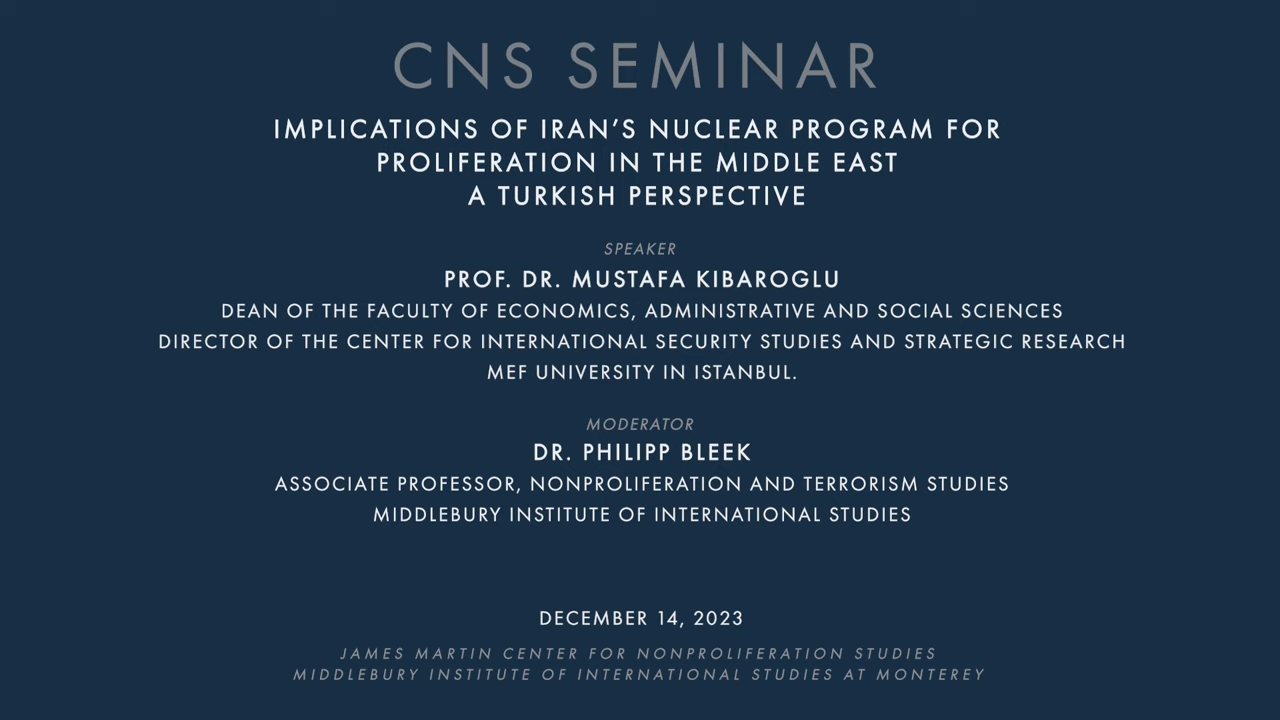 CNS SEMINAR
IMPLICATIONS OF IRAN'S NUCLEAR PROGRAM FOR
PROLIFERATION IN THE MIDDLE EAST
A TURKISH PERSPECTIVE
SPEAKER
PROF. DR. MUSTAFA KIBAROGLU
DEAN OF THE FACULTY OF ECONOMICS, ADMINISTRATIVE AND SOCIAL SCIENCES
DIRECTOR OF THE CENTER FOR INTERNATIONAL SECURITY STUDIES AND STRATEGIC RESEARCH
MEF UNIVERSITY IN ISTANBUL.
MODERATOR
DR. PHILIPP BLEEK
ASSOCIATE PROFESSOR, NONPROLIFERATION AND TERRORISM STUDIES
MIDDLEBURY INSTITUTE OF INTERNATIONAL STUDIES
DECEMBER 14, 2023
JAMES MARTIN CENTER FOR NONPROLIFERATION STUDIES
MIDDLEBURY INSTITUTE OF INTERNATIONAL STUDIES AT MONTEREY